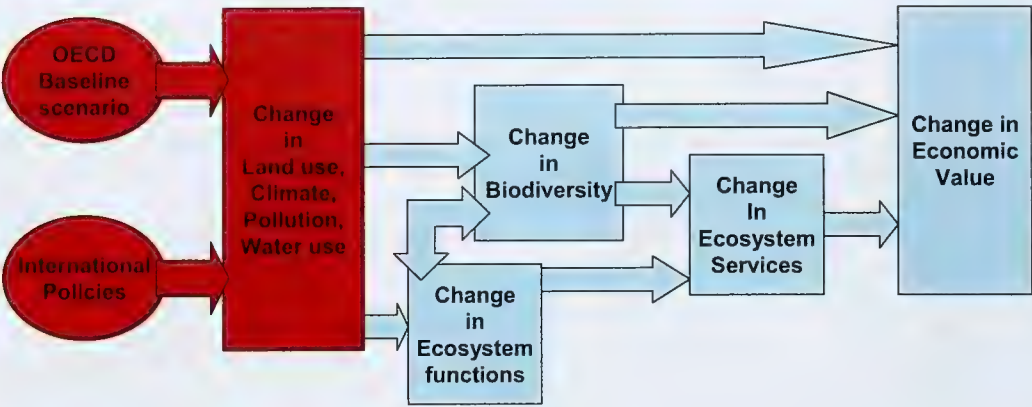 OECD
Baseline
scenario
International
Policies
Change
in
Land use,
Climate,
Pollution,
Water use
Change
in
Biodiversity
Change
in
Ecosystem
functions
Change
In
Ecosystem
Services
Change in
Economic
Value